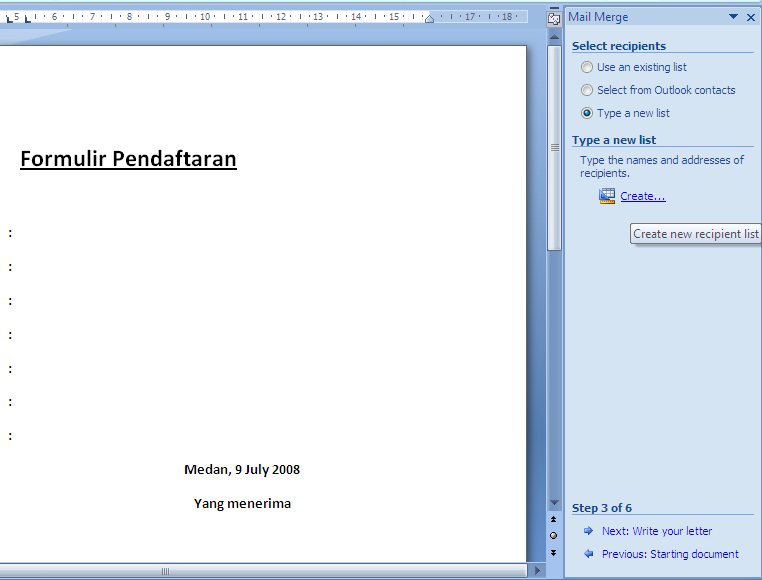 5 6 7 8 9 10 11 12 13 14 15 17 18
Mail Merge
Formulir Pendaftaran
:
:
:
:
:
:
:
Medan, 9 July 2008
Yang menerima
Select recipients
Use an existing list
Select from Outlook contacts
Type a new list
Type a new list
Type the names and addresses of
recipients.
Create...
Create new recipient list
Step 3 of 6
Next: Write your letter
Previous: Starting document